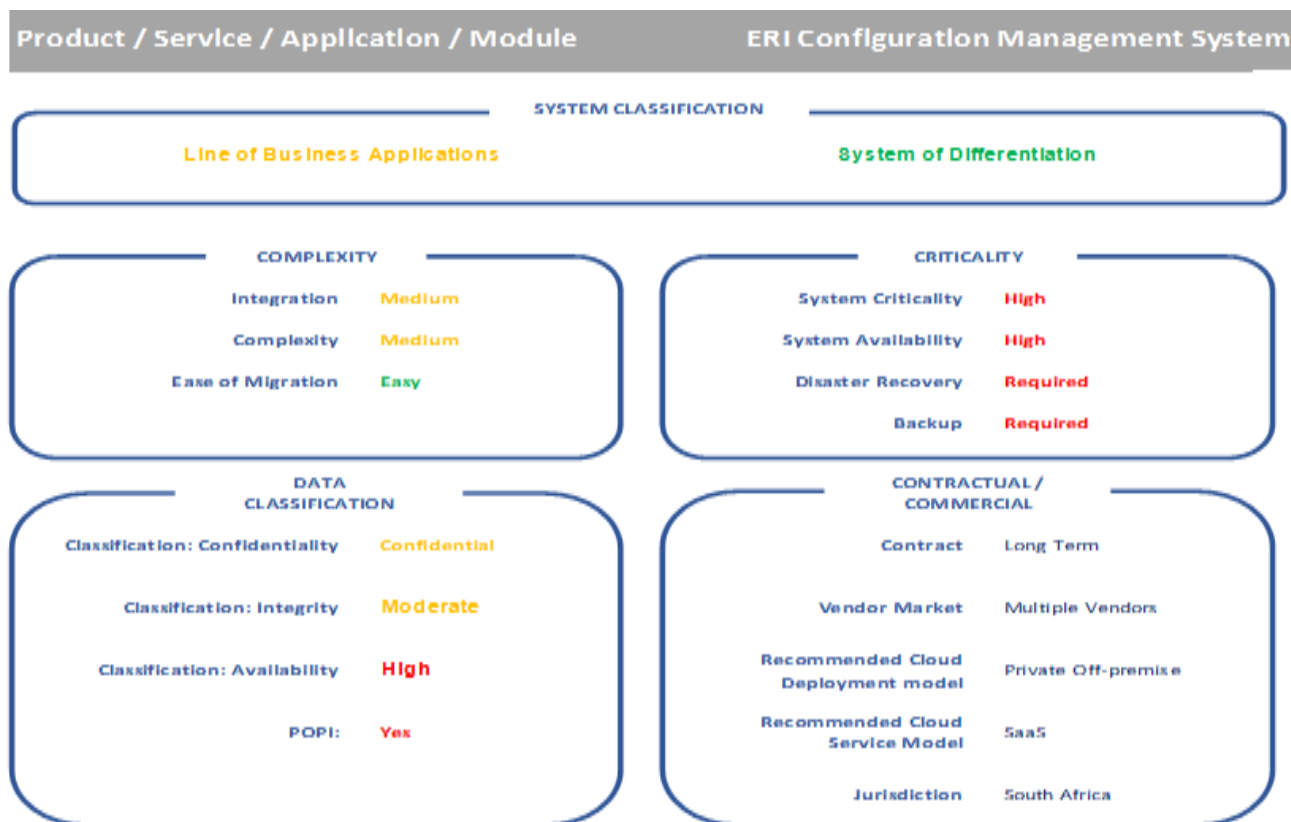 Product / Service / Application / Module ERI Configuration Management System
SYSTEM CLASSIFICATION
Line of Business Applications System of Differentiation
COMPLEXITY
Integration Medium
Complexity Medium
Ease of Migration Easy
CRITICALITY
System Criticality High
System Availability High
Disaster Recovery Required
Backup Required
DATA
CLASSIFICATION
Classification: Confidentiality Confidential
Classification: Integrity Moderate
Classification: Availability High
POPI: Yes
CONTRACTUAL/
COMMERCIAL
Contract Long Term
Vendor Market Multiple Vendors
Recommended Cloud
Deployment model Private Off-premise
Recommended Cloud
Service Model SaaS
Jurisdiction South Africa